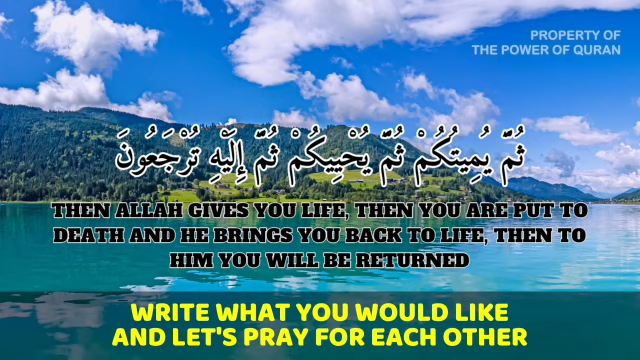 PROPERTY OF
THE POWER OF QURAN
ثُمَّ يُمِيتُكُمْ ثُمَّ يُحْيِيكُمْ ثُمَّ إِلَيْهِ تُرْجَعُونَ
THEN ALLAH GIVES YOU LIFE, THEN YOU ARE PUT TO
DEATH AND HE BRINGS YOU BACK TO LIFE, THEN TO
HIM YOU WILL BE RETURNED
WRITE WHAT YOU WOULD LIKE
AND LET'S PRAY FOR EACH OTHER